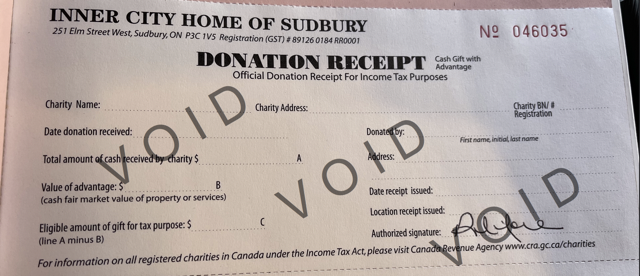 INNER CITY HOME OF SUDBURY
251 Elm Street West, Sudbury, ON P3C 1V5 Registration (GST) # 89126 0184 RR0001
№ 046035
DONATION RECEIPT Cash Gift with Advantage
Official Donation Receipt For Income Tax Purposes
Charity Name: Charity Address: Charity BN/ # Registration
Date donation received: Donated by:
First name, initial, last name
Total amount of cash received by charity $ A Address:
Value of advantage: $ B
(cash fair market value of property or services)
Date receipt issued:
Location receipt issued:
Eligible amount of gift for tax purpose: $ C
(line A minus B)
Authorized signature:
For information on all registered charities in Canada under the Income Tax Act, please visit Canada Revenue Agency www.cra.gc.ca/charities
VOID
VOID
VOID